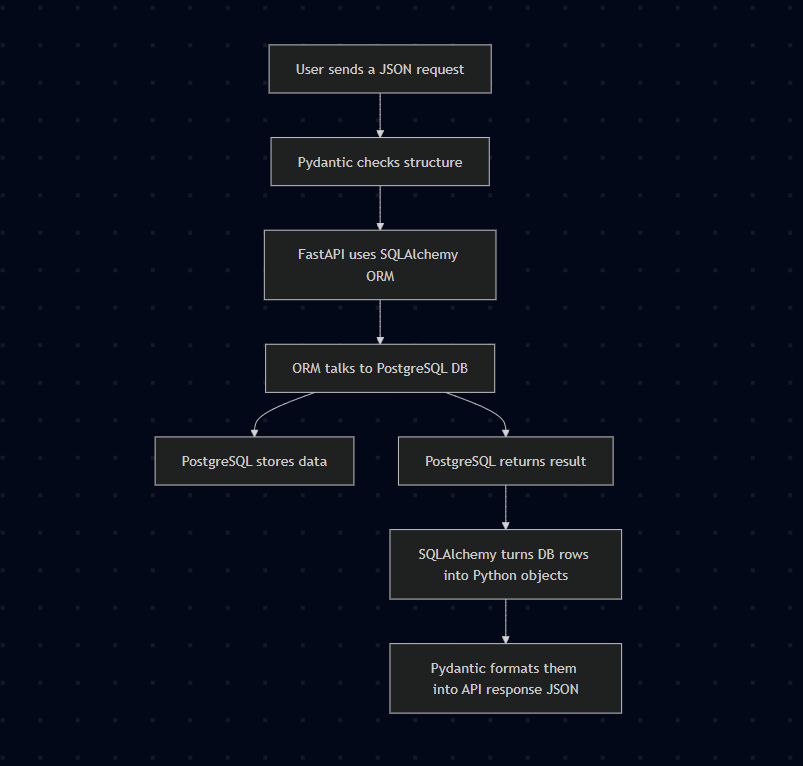 User sends a JSON request
Pydantic checks structure
FastAPI uses SQLAlchemy
ORM
ORM talks to PostgreSQL DB
PostgreSQL stores data
PostgreSQL returns result
SQLAlchemy turns DB rows
into Python objects
Pydantic formats them
into API response JSON